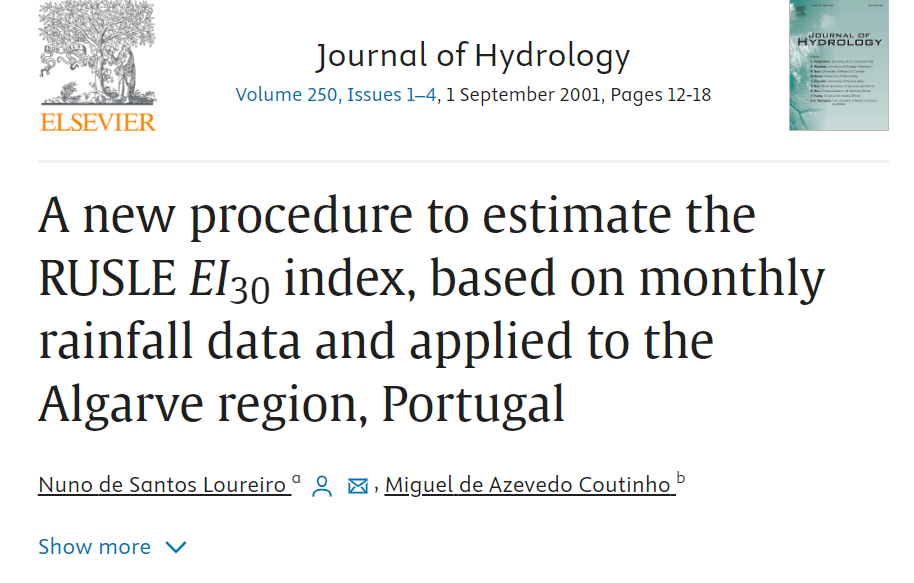 Journal of Hydrology
Volume 250, Issues 1–4, 1 September 2001, Pages 12-18
ELSEVIER
JOURNAL OF
HYDROLOGY
A new procedure to estimate the
RUSLE EI30 index, based on monthly
rainfall data and applied to the
Algarve region, Portugal
Nuno de Santos Loureiro a , Miguel de Azevedo Coutinho b
Show more